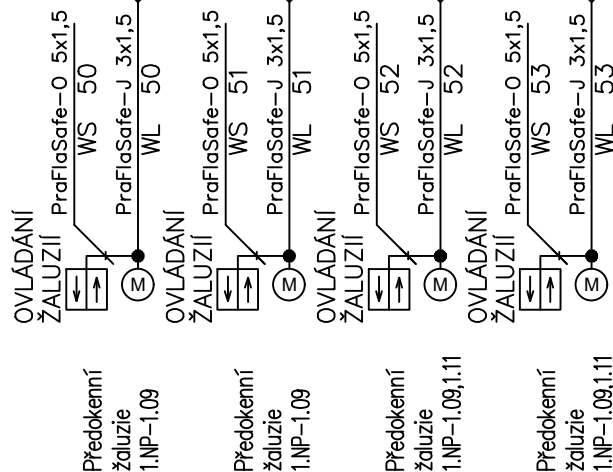 OVLÁDÁNÍ
ŽALUZIÍ
PraFlaSafe-O 5x1,5
WS 50
PraFlaSafe-J 3x1,5
WL 50
M
Předokenní
žaluzie
1.NP-1.09
OVLÁDÁNÍ
ŽALUZIÍ
PraFlaSafe-O 5x1,5
WS 51
PraFlaSafe-J 3x1,5
WL 51
M
Předokenní
žaluzie
1.NP-1.09
OVLÁDÁNÍ
ŽALUZIÍ
PraFlaSafe-O 5x1,5
WS 52
PraFlaSafe-J 3x1,5
WL 52
M
Předokenní
žaluzie
1.NP-1.09,1.11
OVLÁDÁNÍ
ŽALUZIÍ
PraFlaSafe-O 5x1,5
WS 53
PraFlaSafe-J 3x1,5
WL 53
M
Předokenní
žaluzie
1.NP-1.09,1.11